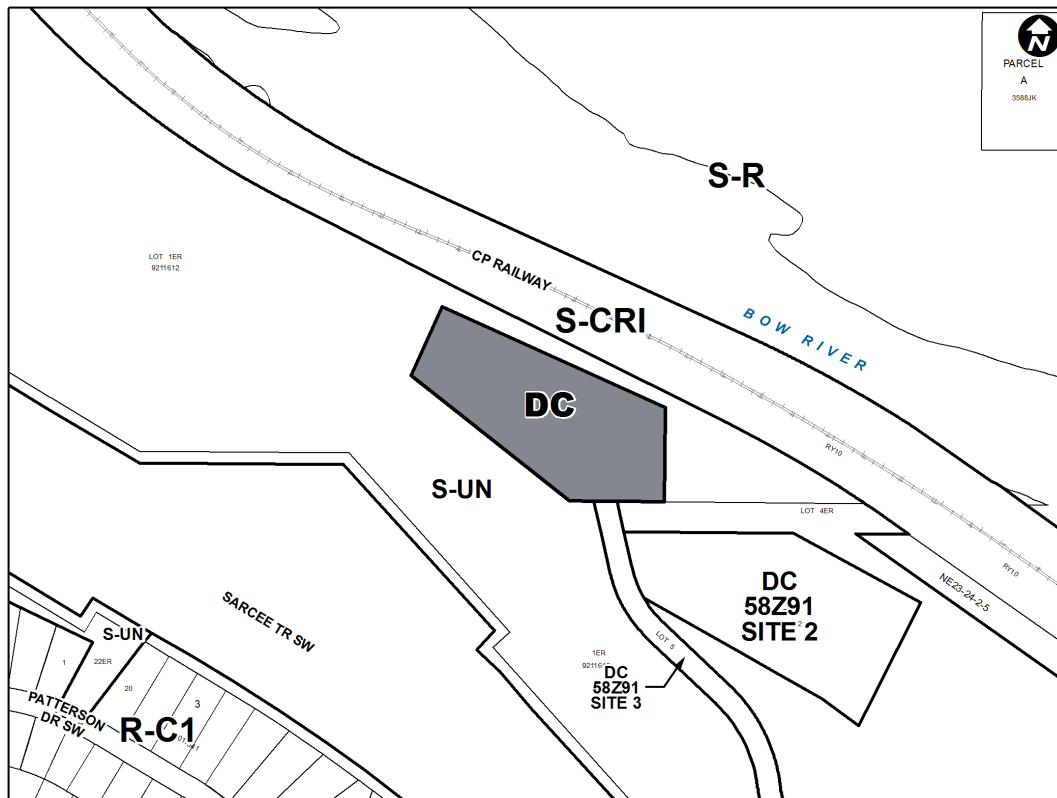 N
PARCEL
A
3588JK
S-R
LOT 1ER
9211612
CP RAILWAY
S-CRI
BOW RIVER
DC
RY10
S-UN
LOT 4ER
RY10
NE23-24-2-5
DC
58Z91
SITE 2
2
SARCEE TR SW
S-UN
LOT 5
1
22ER
1ER
DC
58Z91
SITE 3
20
3
PATTERSON
DR SW
R-C1